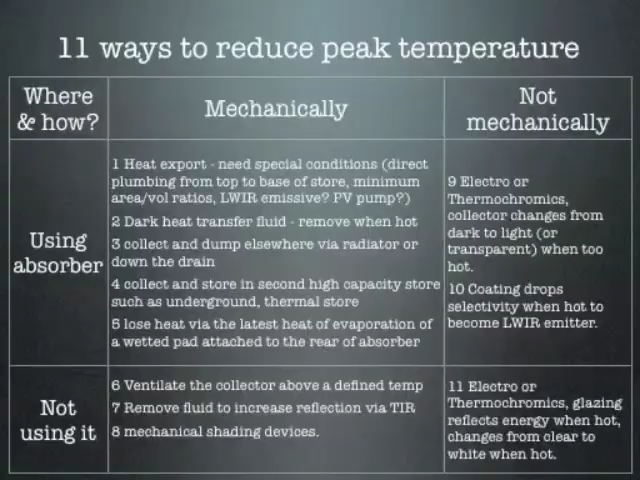 11 ways to reduce peak temperature
Where
& how?
Mechanically
Not
mechanically
Using
absorber
1 Heat export - need special conditions (direct
plumbing from top to base of store, minimum
area/vol ratios, LWIR emissive? PV pump?)
2 Dark heat transfer fluid - remove when hot
3 collect and dump elsewhere via radiator or
down the drain
4 collect and store in second high capacity store
such as underground, thermal store
5 lose heat via the latest heat of evaporation of
a wetted pad attached to the rear of absorber
9 Electro or
Thermochromics,
collector changes from
dark to light (or
transparent) when too
hot.
10 Coating drops
selectivity when hot to
become LWIR emitter.
Not
using it
6 Ventilate the collector above a defined temp
7 Remove fluid to increase reflection via TIR
8 mechanical shading devices.
11 Electro or
Thermochromics, glazing
reflects energy when hot,
changes from clear to
white when hot.